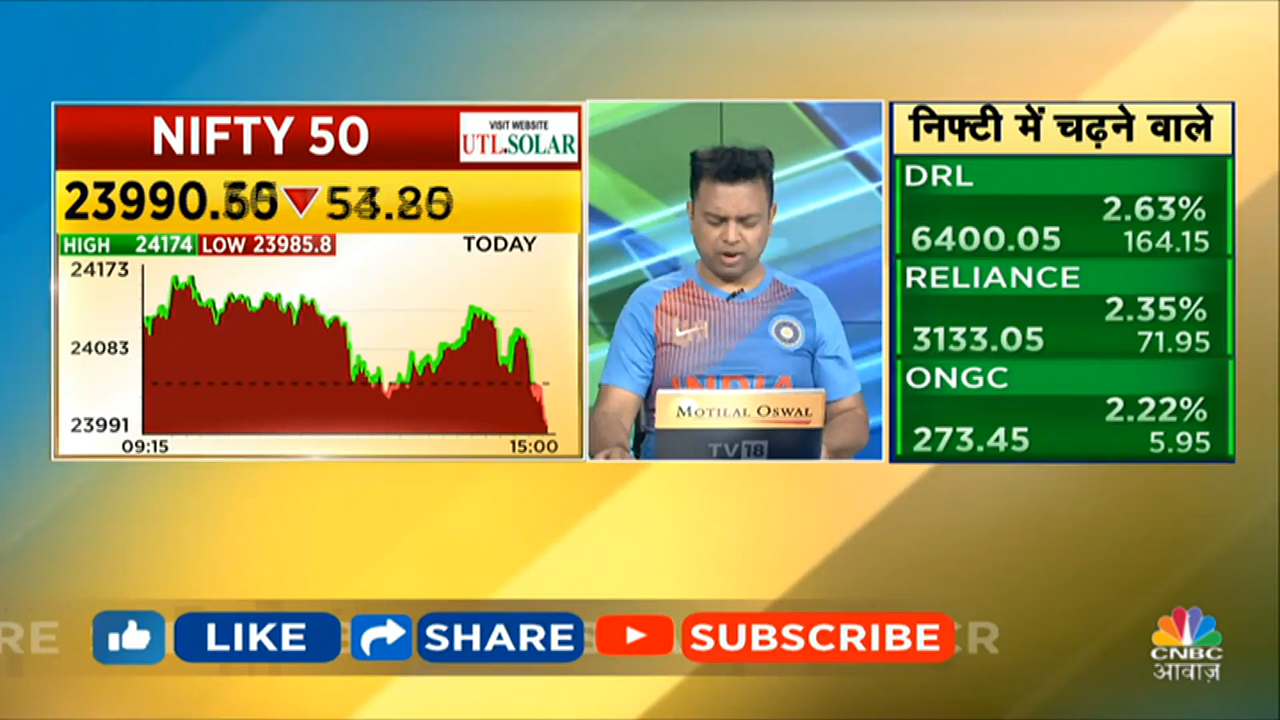 NIFTY 50
VISIT WEBSITE
UTL.SOLAR
HIGH 24174 LOW 23985.8
TODAY
24173
24083
23991
09:15 15:00
INDIA
MOTILAL OSWAL
TV18
निफ्टी में चढ़ने वाले
DRL
2.63%
6400.05 164.15
RELIANCE
2.35%
3133.05 71.95
ONGC
2.22%
273.45 5.95
LIKE SHARE SUBSCRIBE
CNBC
आवाज़